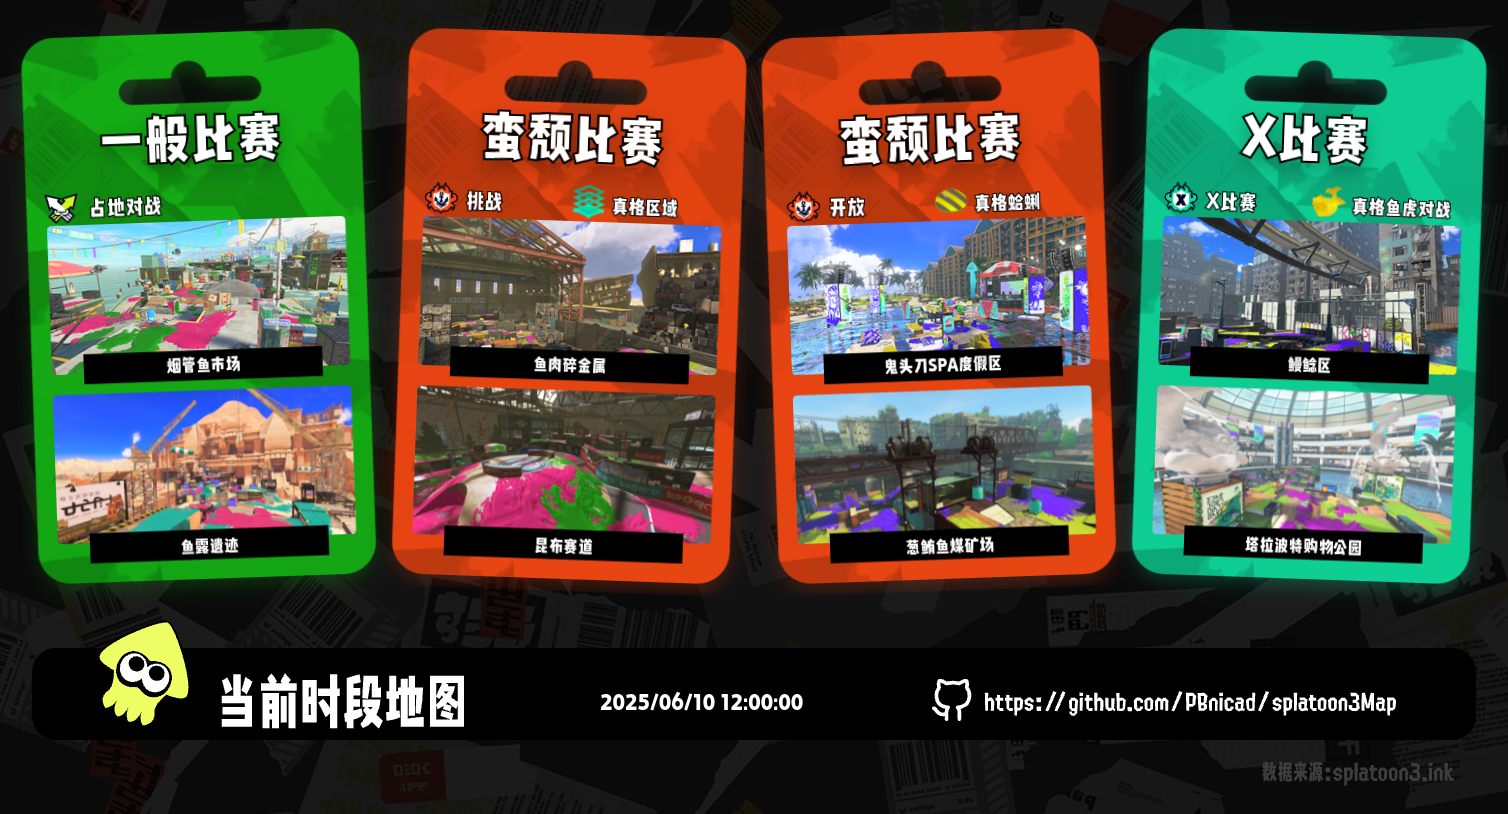 一般比赛
占地对战
烟管鱼市场
鱼露遗迹
蛮颓比赛
挑战
真格区域
鱼肉碎金属
昆布赛道
蛮颓比赛
开放
真格蛤蜊
鬼头刀SPA度假区
葱鲔鱼煤矿场
X比赛
X比赛
真格鱼虎对战
鳗鲶区
塔拉波特购物公园
当前时段地图
2025/06/10 12:00:00
https://github.com/PBnicad/splatoon3Map
数据来源:splatoon3.ink